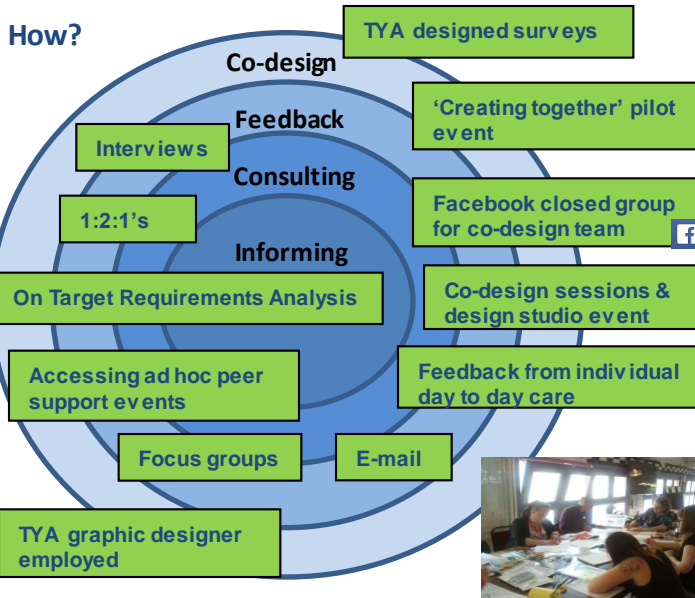 How?
TYA designed surveys
Co-design
'Creating together' pilot
event
Feedback
Interviews
Consulting
1:2:1's
Facebook closed group
for co-design team
f
Informing
On Target Requirements Analysis
Co-design sessions &
design studio event
Accessing ad hoc peer
support events
Feedback from individual
day to day care
Focus groups
E-mail
TYA graphic designer
employed